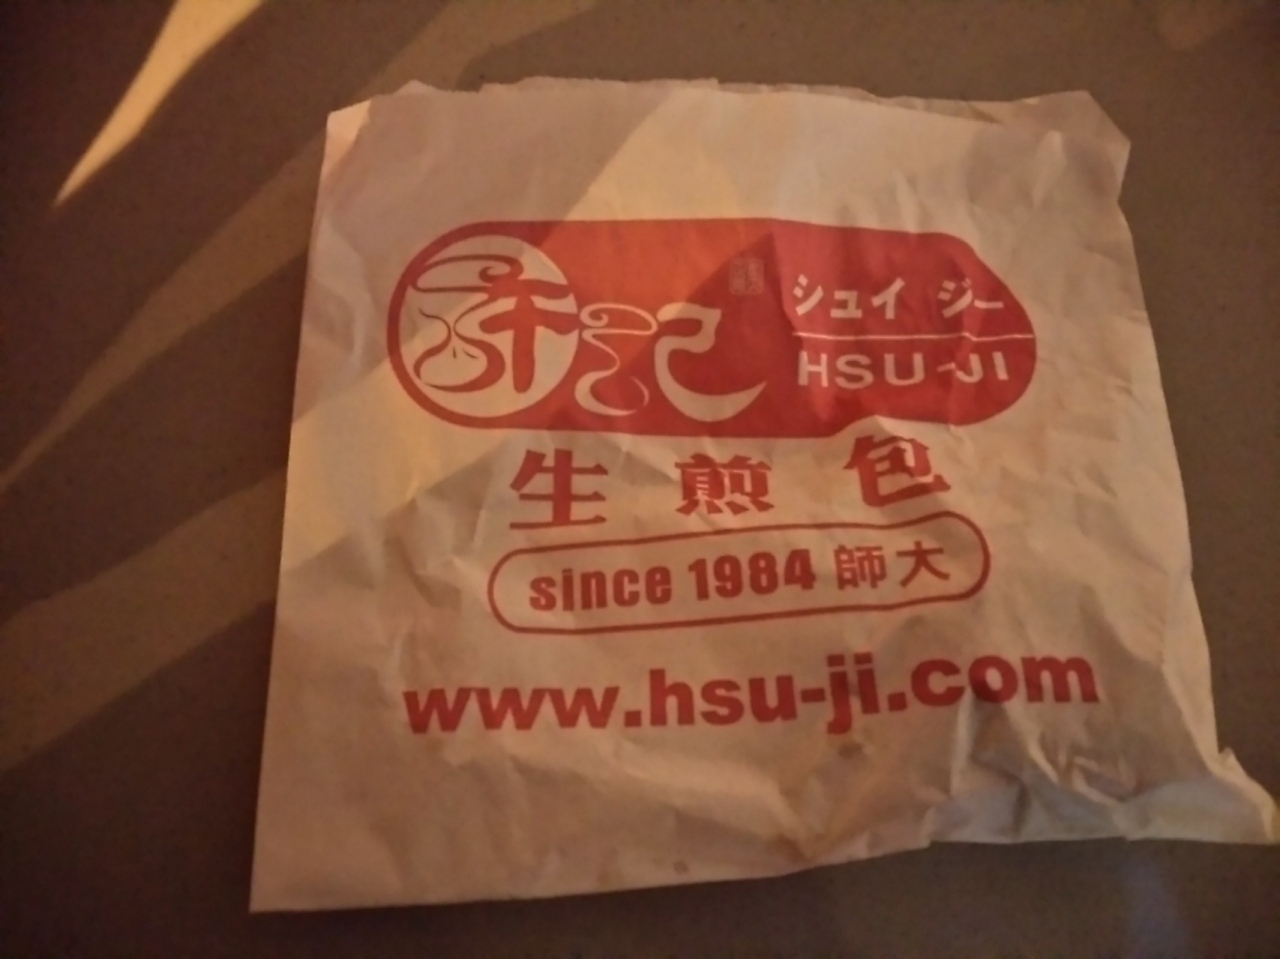 許記
シュイ ジー
HSU-JI
生煎包
since 1984 師大
www.hsu-ji.com